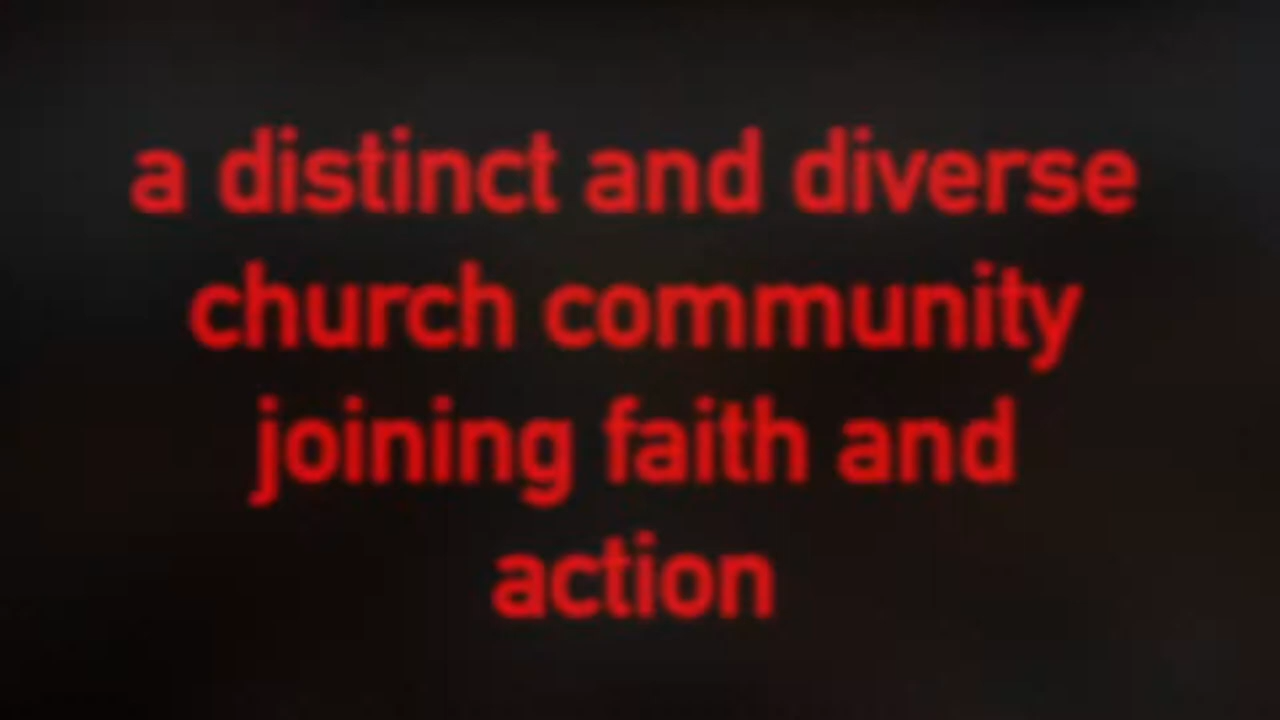 a distinct and diverse
church community
joining faith and
action